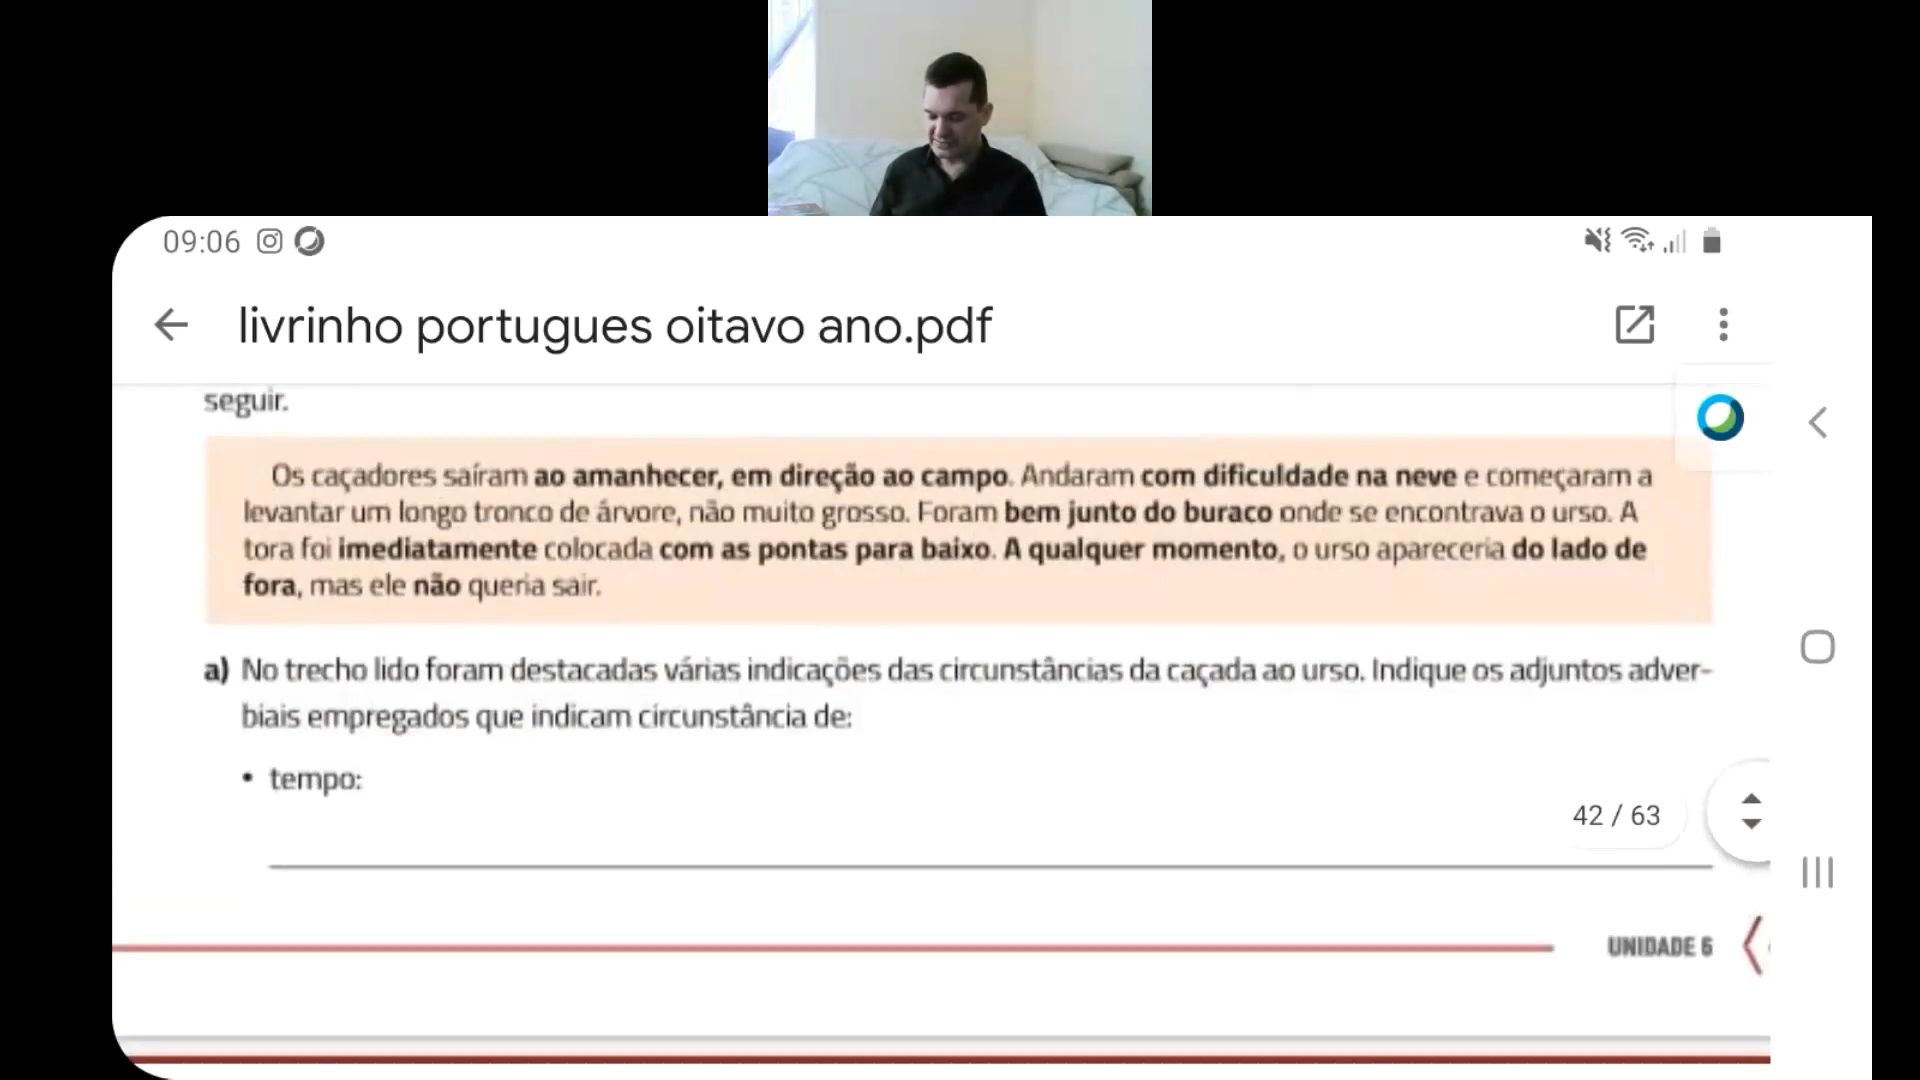 09:06
livrinho portugues oitavo ano.pdf
seguir.
Os caçadores saíram ao amanhecer, em direção ao campo. Andaram com dificuldade na neve e começaram a
levantar um longo tronco de árvore, não muito grosso. Foram bem junto do buraco onde se encontrava o urso. A
tora foi imediatamente colocada com as pontas para baixo. A qualquer momento, o urso apareceria do lado de
fora, mas ele não queria sair.
a) No trecho lido foram destacadas várias indicações das circunstâncias da caçada ao urso. Indique os adjuntos adver-
biais empregados que indicam circunstância de:
• tempo:
42 / 63
UNIDADE 6